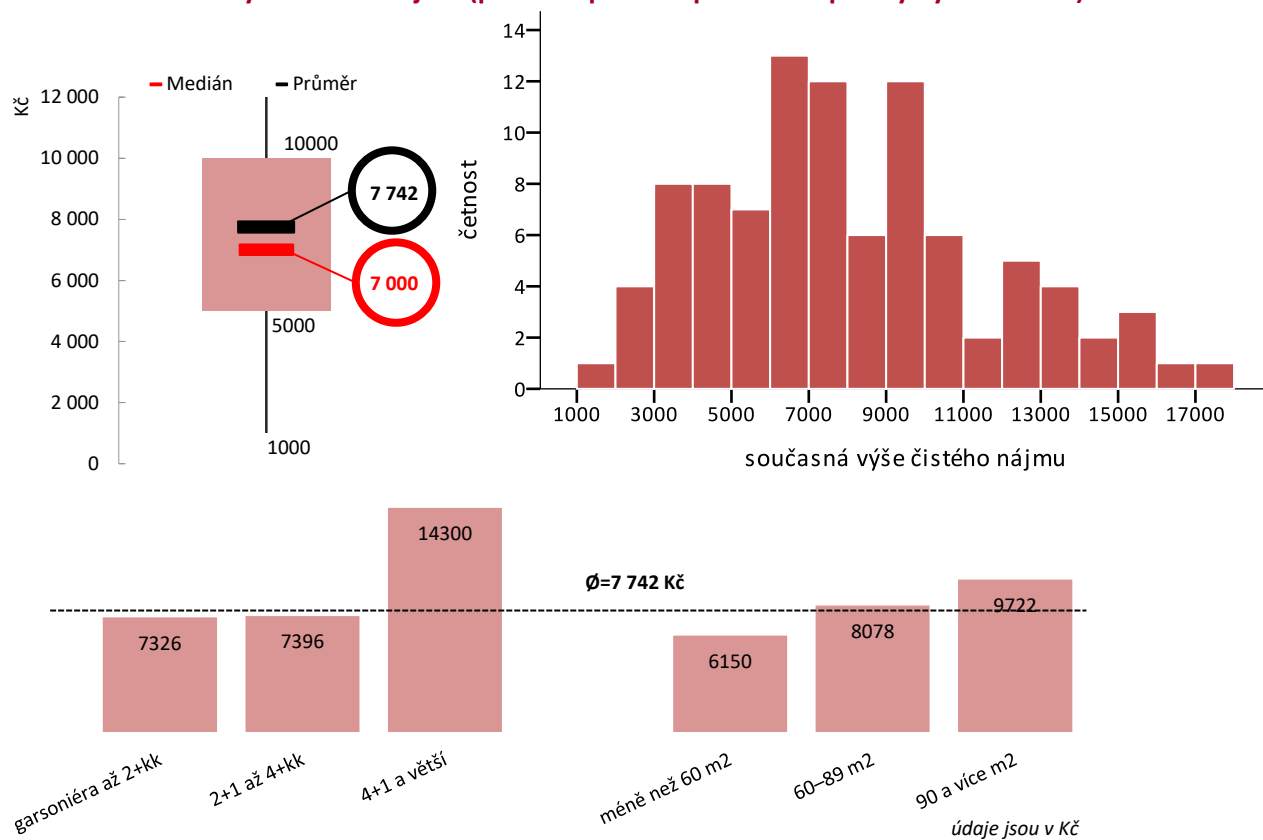 Medián
Průměr
Kč
12 000
10 000
8 000
6 000
4 000
2 000
0
10000
7 742
7 000
5000
1000
četnost
14
12
10
8
6
4
2
0
1000 3000 5000 7000 9000 11000 13000 15000 17000
současná výše čistého nájmu
Ø=7 742 Kč
7326
7396
14300
6150
8078
9722
garsoniéra až 2+kk
2+1 až 4+kk
4+1 a větší
méně než 60 m2
60–89 m2
90 a více m2
údaje jsou v Kč